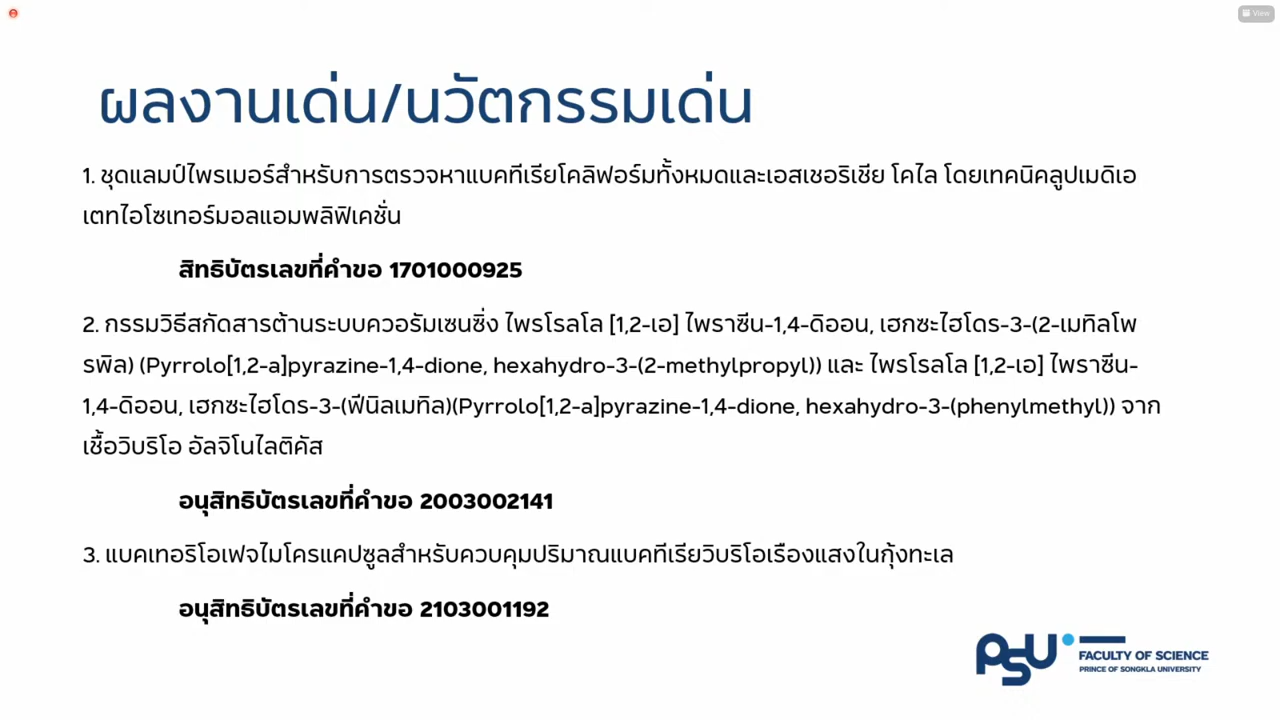 View
ผลงานเด่น/นวัตกรรมเด่น
1. ชุดแลมป์ไพรเมอร์สำหรับการตรวจหาแบคทีเรียโคลิฟอร์มทั้งหมดและเอสเชอริเชีย โคไล โดยเทคนิคลูปเมดิเอ
เตทไอโซเทอร์มอลแอมพลิฟิเคชั่น
สิทธิบัตรเลขที่คำขอ 1701000925
2. กรรมวิธีสกัดสารต้านระบบควอรัมเซนซิ่ง ไพรโรลโล [1,2-เอ] ไพราซีน-1,4-ดิออน, เฮกซะไฮโดร-3-(2-เมทิลโพ
รพิล) (Pyrrolo[1,2-a]pyrazine-1,4-dione, hexahydro-3-(2-methylpropyl)) และ ไพโรลโล [1,2-เอ] ไพราซีน-
1,4-ดิออน, เฮกซะไฮโดร-3-(ฟีนิลเมทิล)(Pyrrolo[1,2-a]pyrazine-1,4-dione, hexahydro-3-(phenylmethyl)) จาก
เชื้อวิบริโอ อัลจิโนไลติคัส
อนุสิทธิบัตรเลขที่คำขอ 2003002141
3. แบคเทอริโอเฟจไมโครแคปซูลสำหรับควบคุมปริมาณแบคทีเรียวิบริโอเรืองแสงในกุ้งทะเล
อนุสิทธิบัตรเลขที่คำขอ 2103001192
PSU
FACULTY OF SCIENCE
PRINCE OF SONGKLA UNIVERSITY